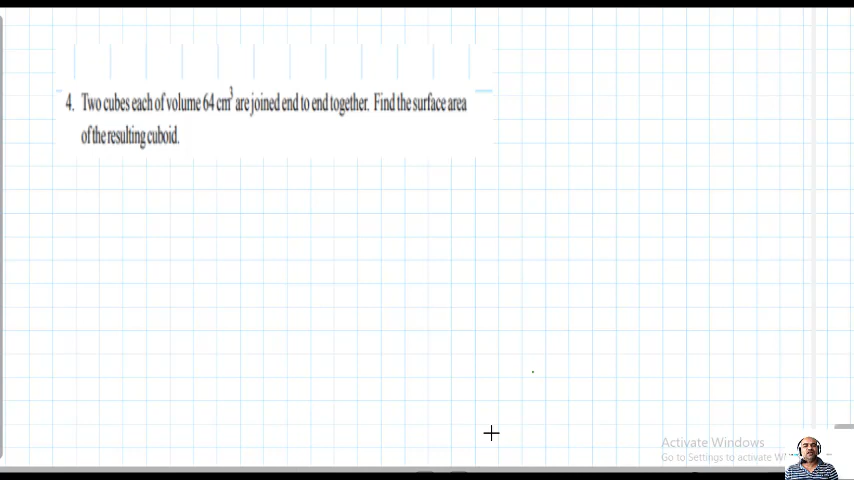 4. Two cubes each of volume 64 cm³ are joined end to end together. Find the surface area
of the resulting cuboid.
Activate Windows
Go to Settings to activate W